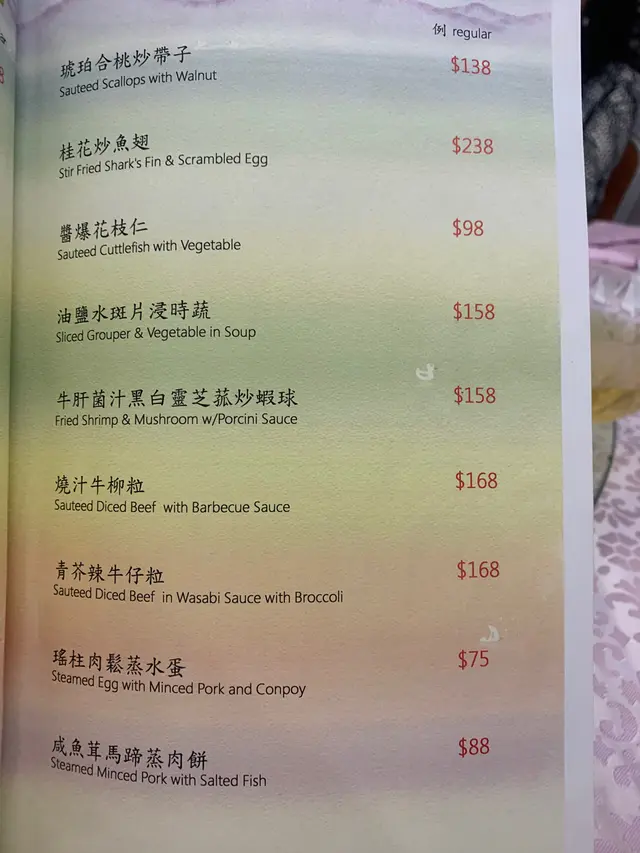 例 regular
琥珀合桃炒帶子
$138
Sauteed Scallops with Walnut
桂花炒魚翅
$238
Stir Fried Shark's Fin & Scrambled Egg
醬爆花枝仁
$98
Sauteed Cuttlefish with Vegetable
油鹽水斑片浸時蔬
$158
Sliced Grouper & Vegetable in Soup
牛肝菌汁黑白靈芝菰炒蝦球
$158
Fried Shrimp & Mushroom w/Porcini Sauce
燒汁牛柳粒
$168
Sauteed Diced Beef with Barbecue Sauce
青芥辣牛仔粒
$168
Sauteed Diced Beef in Wasabi Sauce with Broccoli
瑤柱肉鬆蒸水蛋
$75
Steamed Egg with Minced Pork and Conpoy
咸魚茸馬蹄蒸肉餅
$88
Steamed Minced Pork with Salted Fish